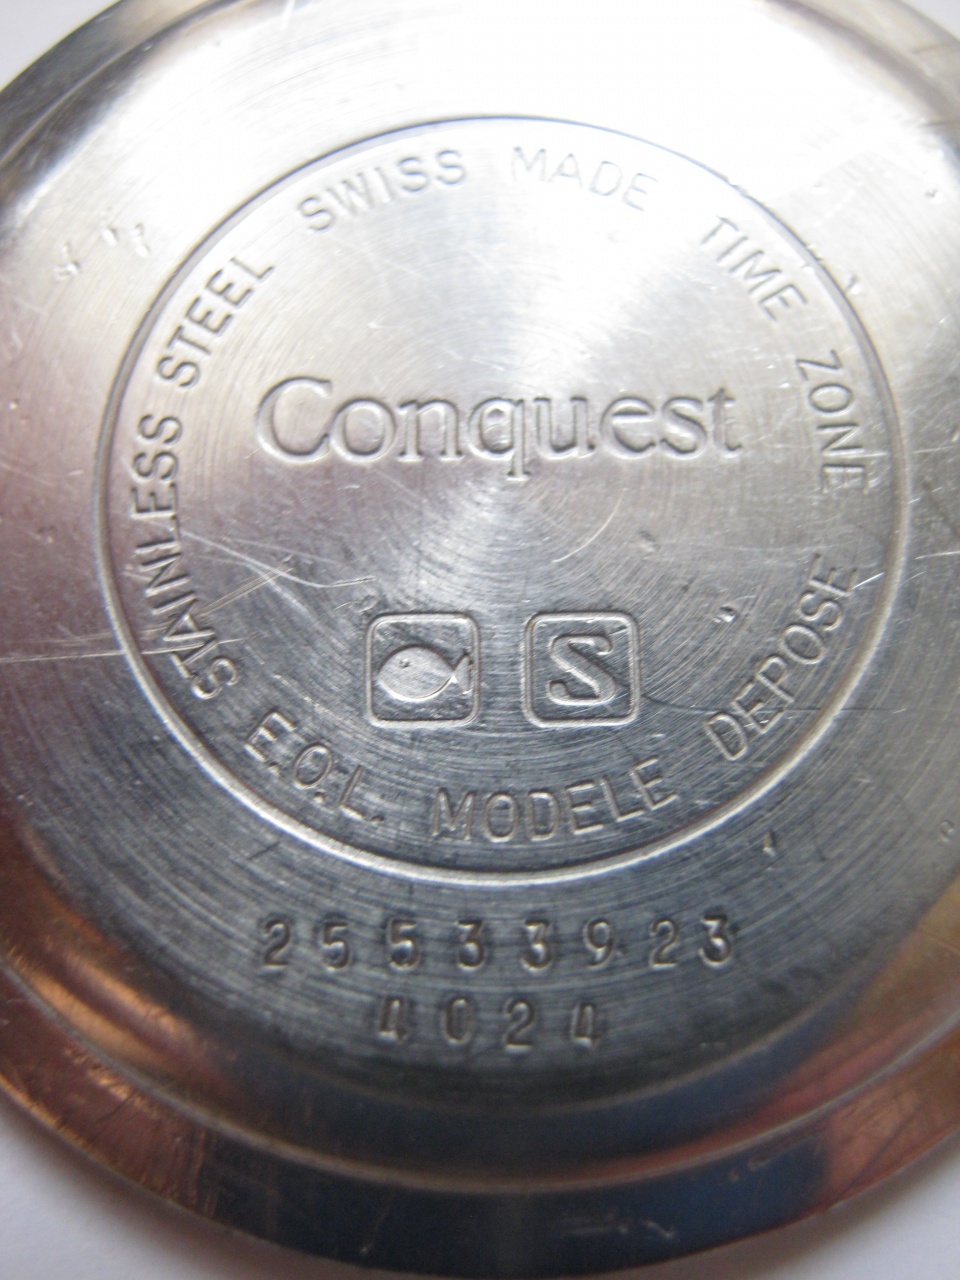 STAINLESS STEEL SWISS MADE TIME ZONE
Conquest
S
E.O.L. MODELE DEPOSE
25533923
4024